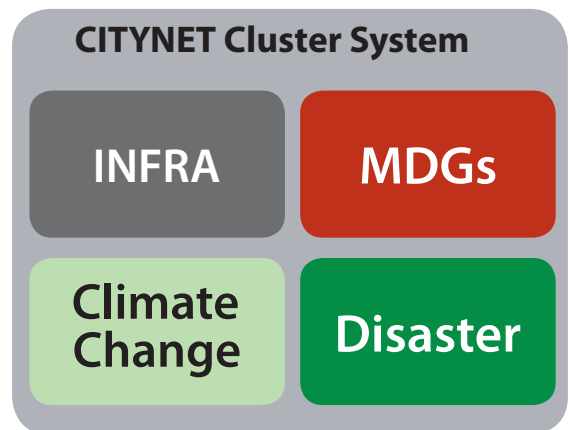 CITYNET Cluster System
INFRA
MDGs
Climate
Change
Disaster